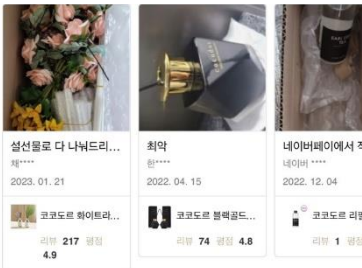 설선물로 다 나눠드리...
채****
2023. 01. 21
코코도르 화이트라...
리뷰 217 평점
4.9
최악
한****
2022. 04. 15
코코도르 블랙골드...
리뷰 74 평점 4.8
네이버페이에서
네이버 ****
2022. 12. 04
코코도르 리필
리뷰 1 평점